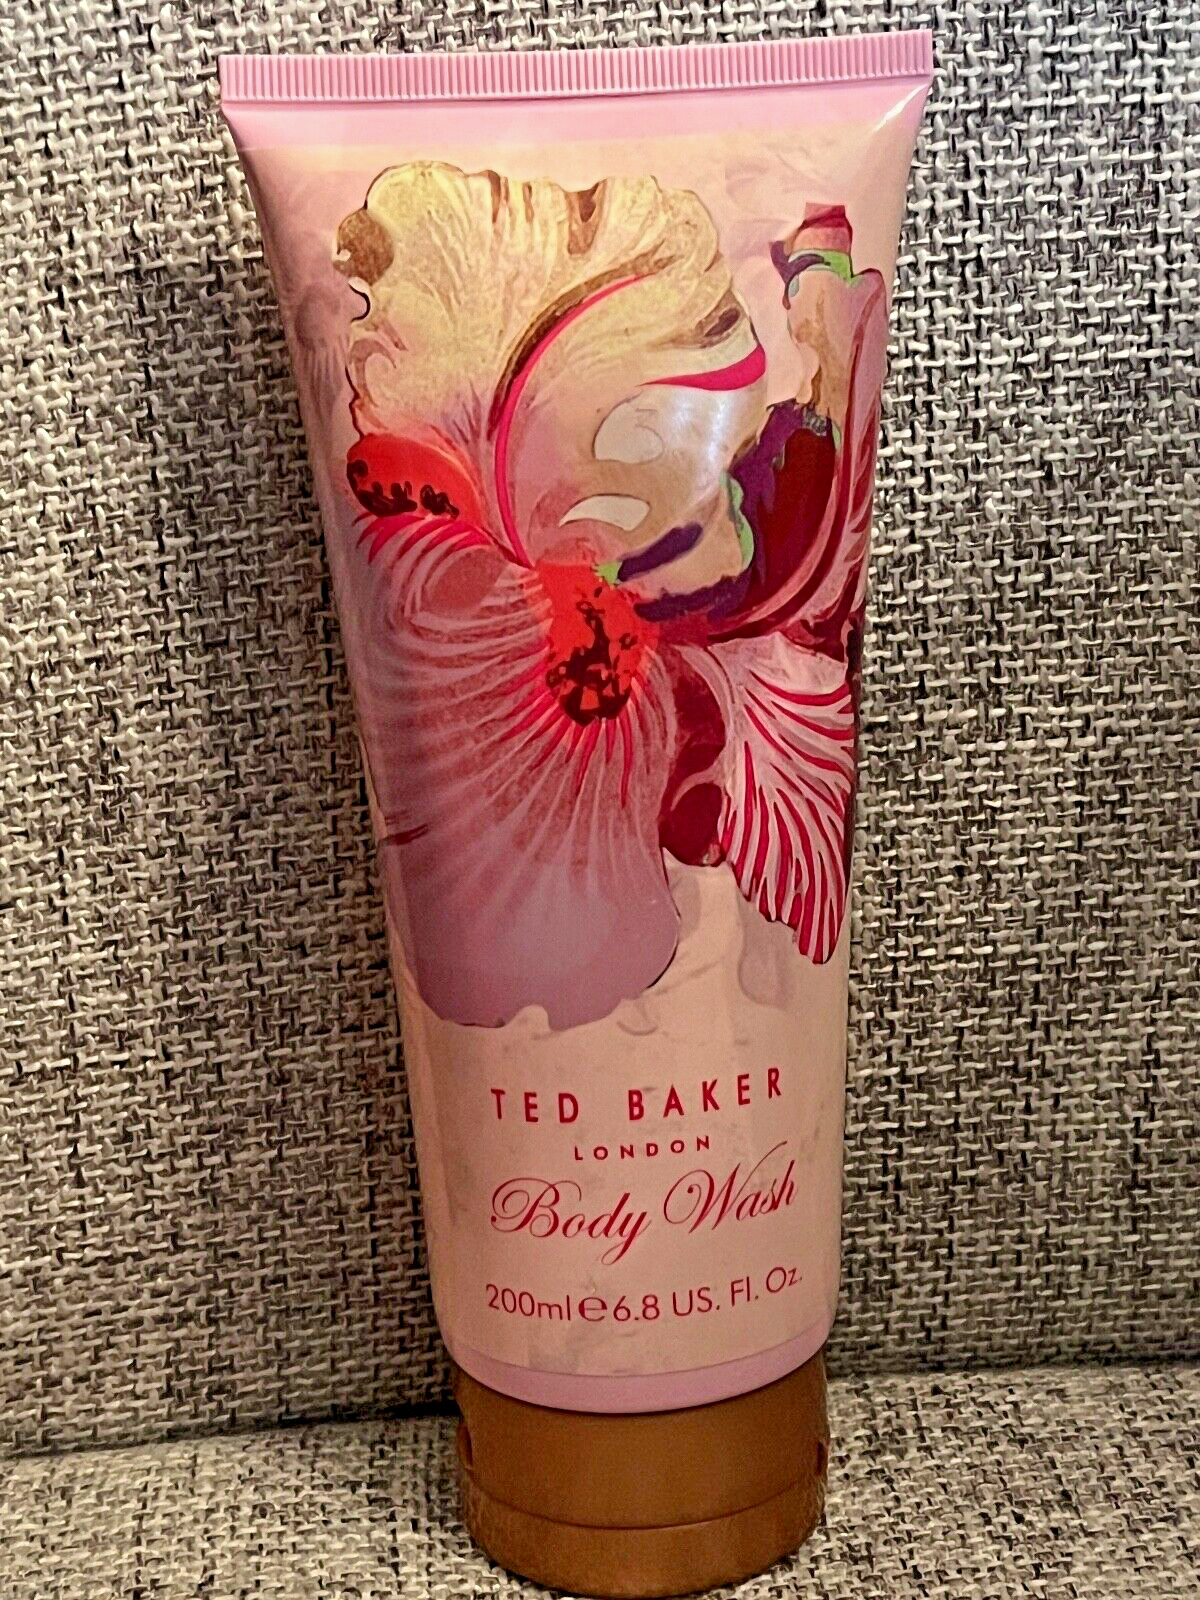 TED BAKER
LONDON
Body Wash
200ml e 6.8 US. Fl. Oz.